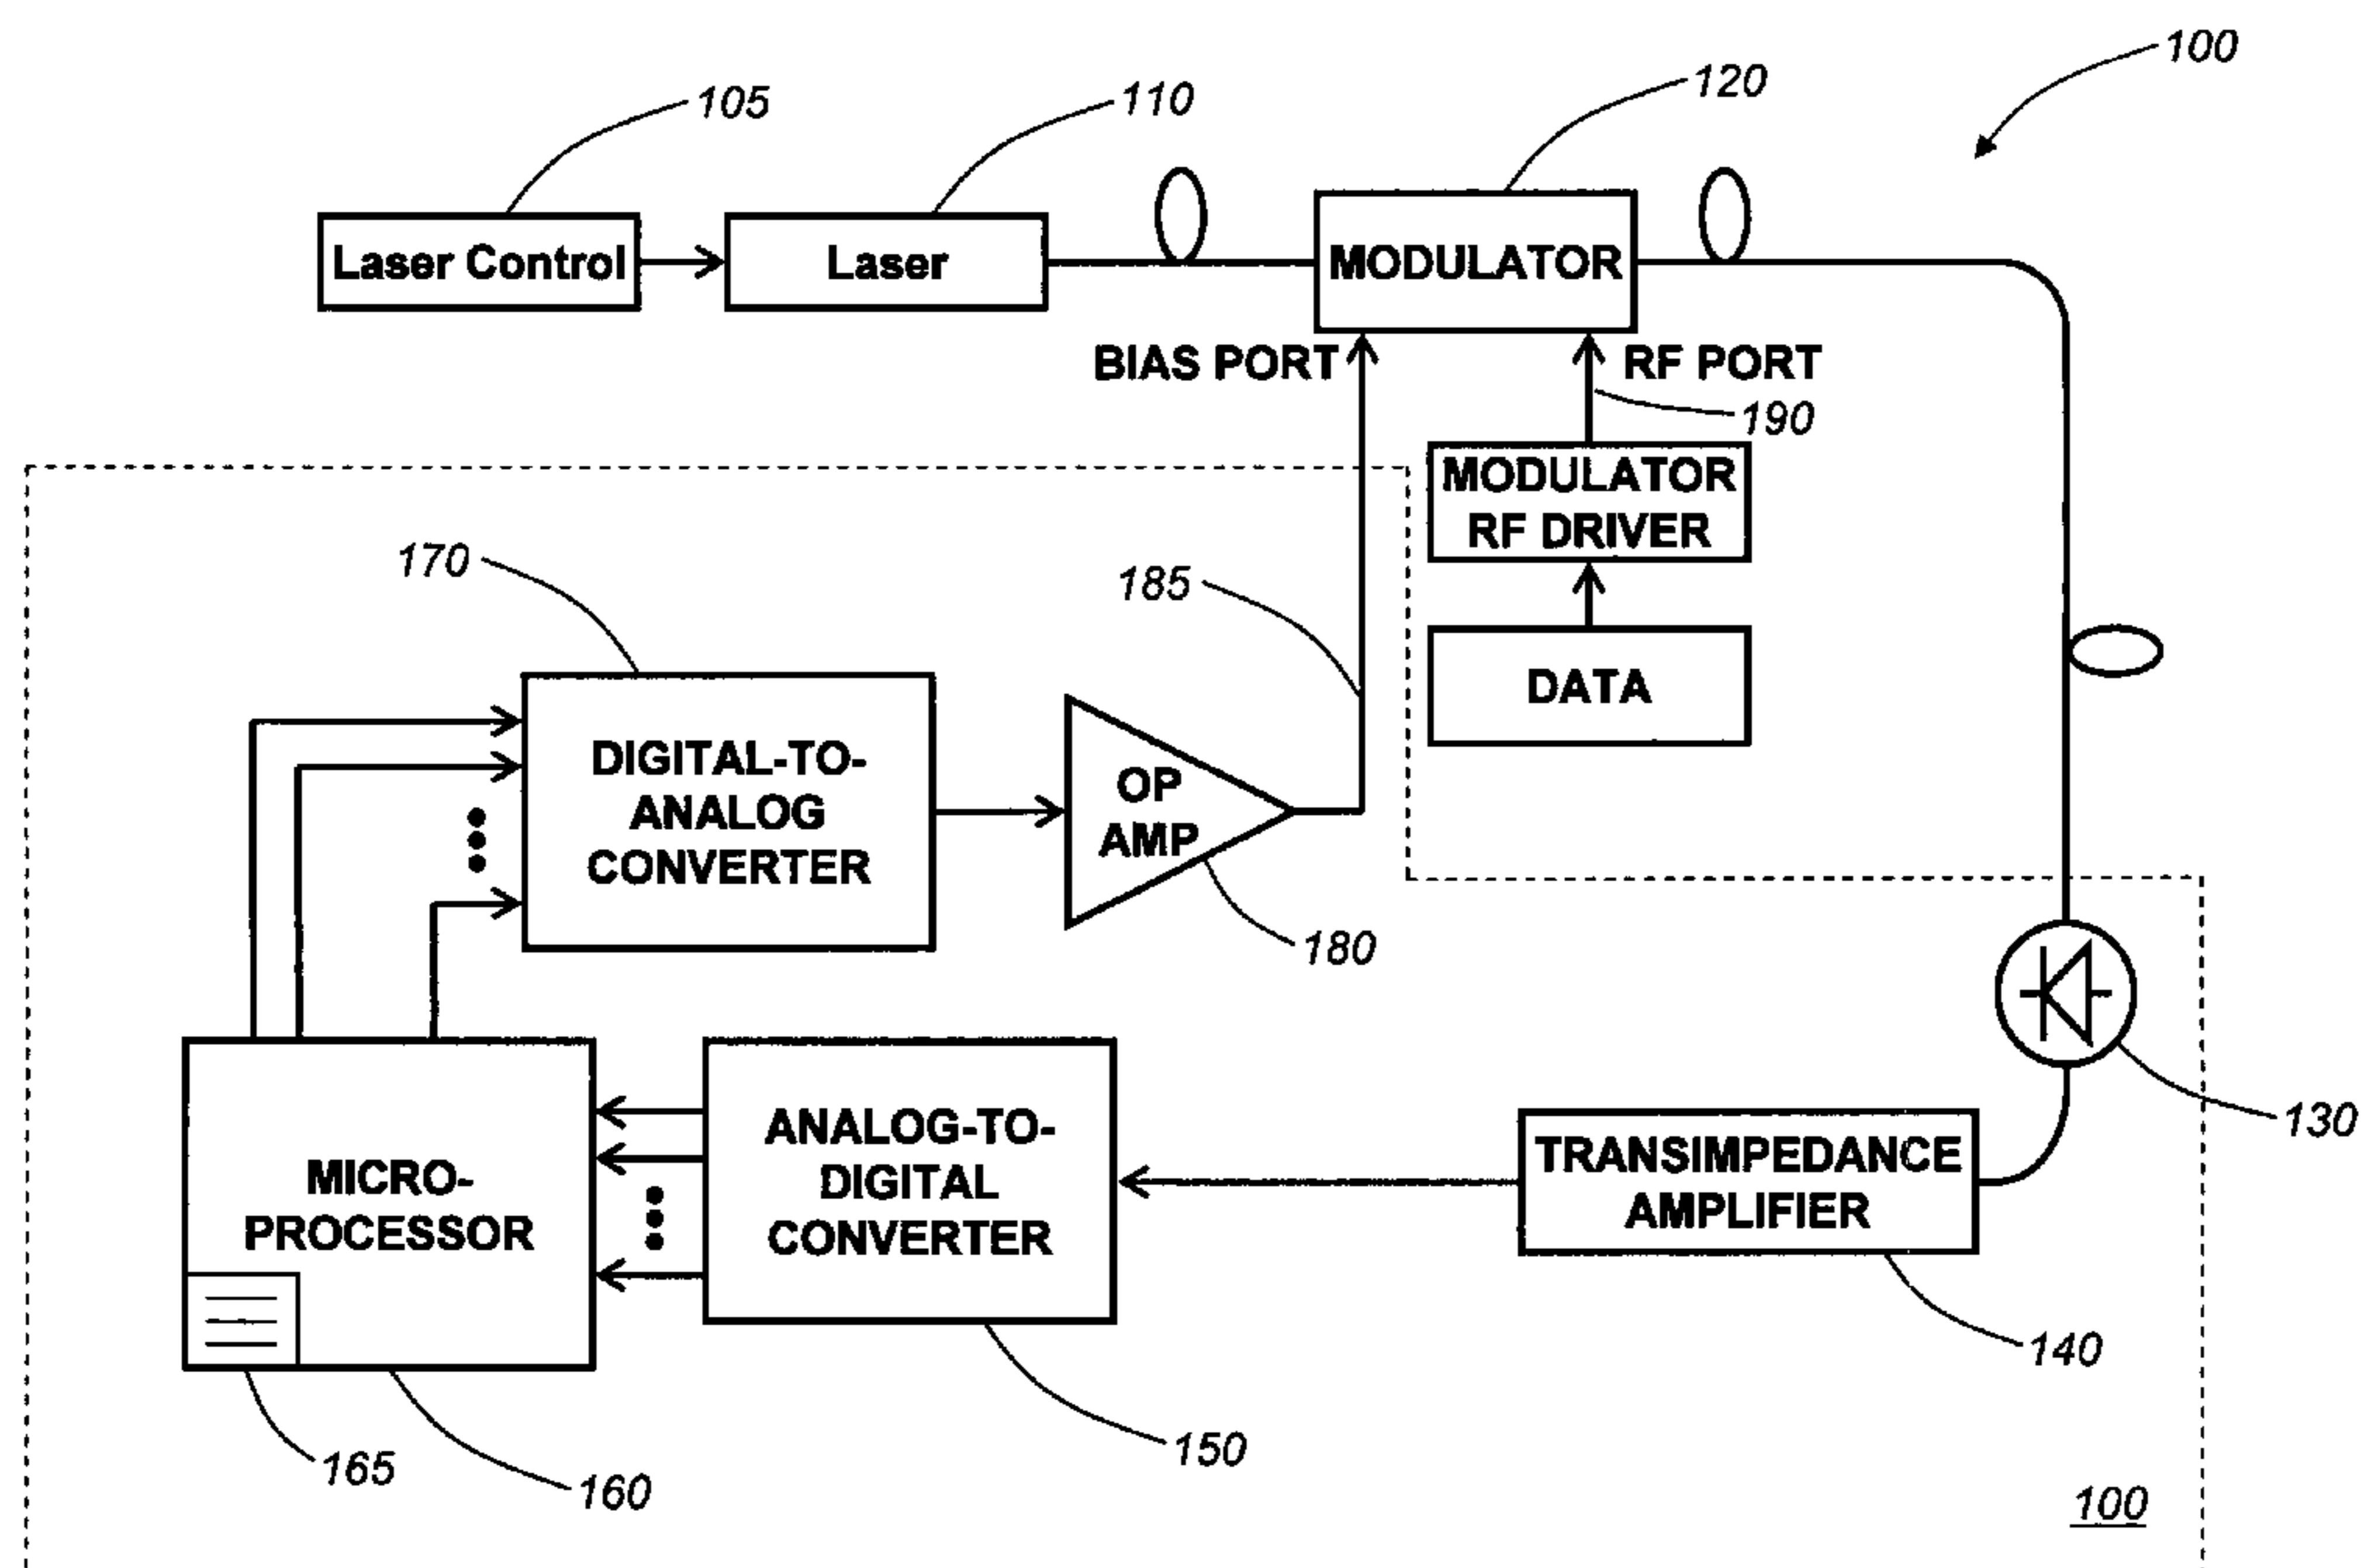 100
105
110
120
Laser Control
Laser
MODULATOR
BIAS PORT
RF PORT
190
MODULATOR
RF DRIVER
170
185
DATA
DIGITAL-TO-
ANALOG
CONVERTER
OP
AMP
180
130
MICRO-
PROCESSOR
ANALOG-TO-
DIGITAL
CONVERTER
TRANSIMPEDANCE
AMPLIFIER
140
150
165
160
100